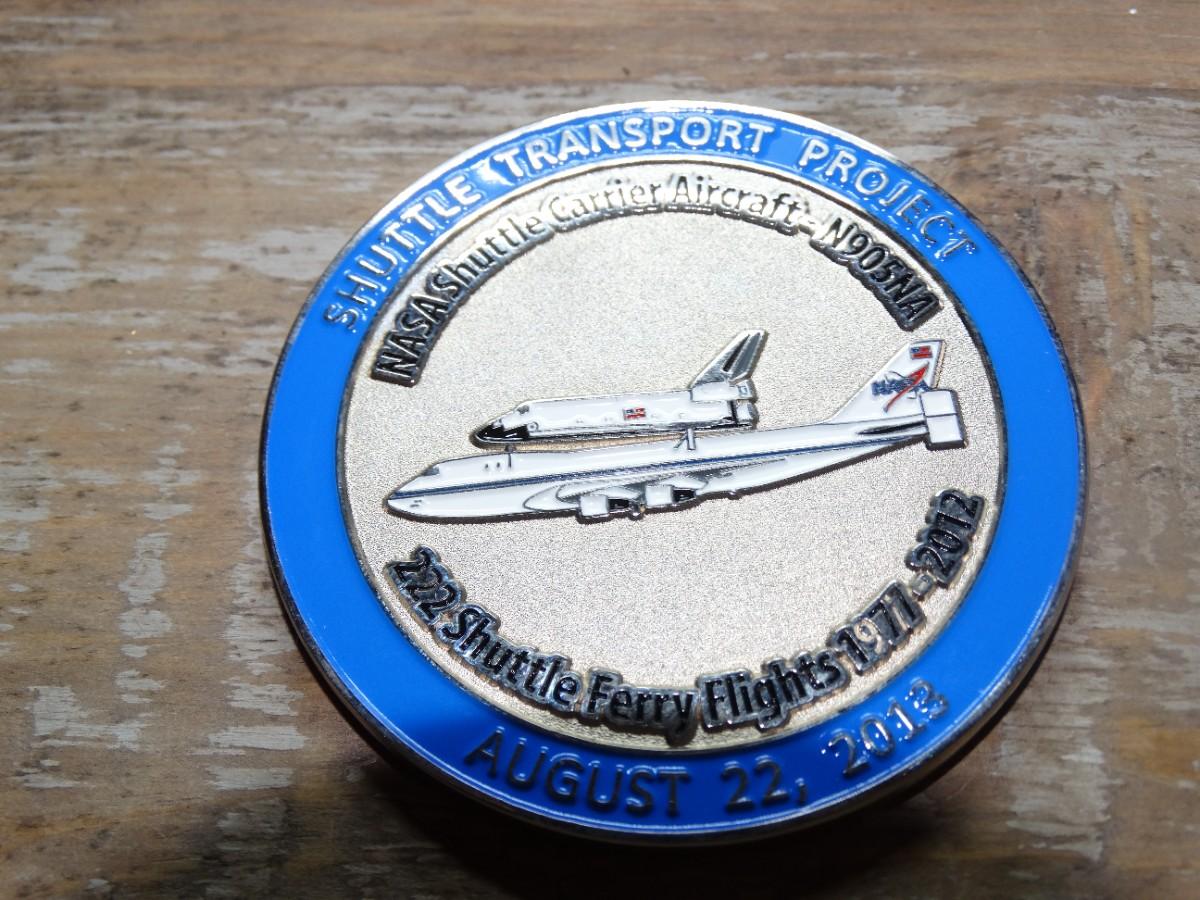 SHUTTLE TRANSPORT PROJECT
NASA Shuttle Carrier Aircraft - N905NA
NASA
222 Shuttle Ferry Flights 1977 - 2012
AUGUST 22, 2013